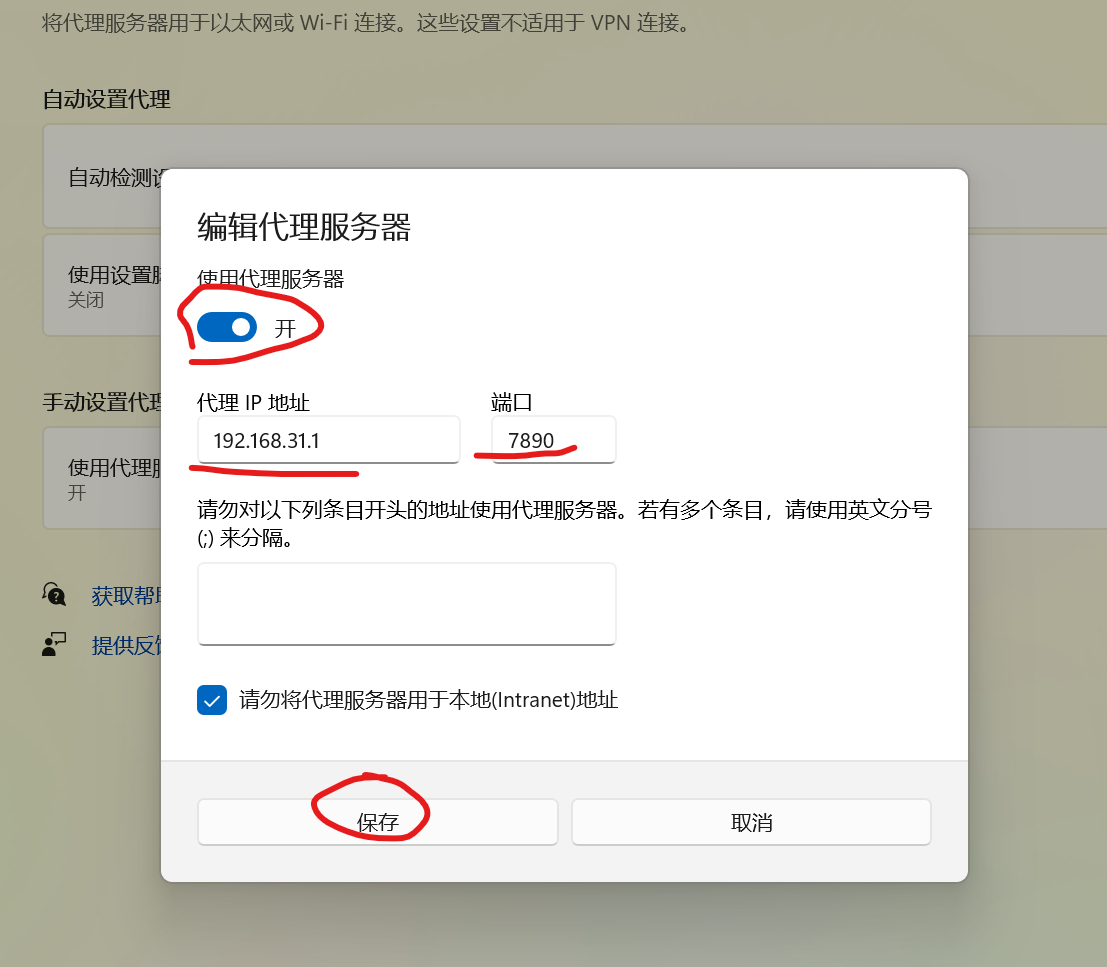 将代理服务器用于以太网或 Wi-Fi 连接。这些设置不适用于 VPN 连接。
自动设置代理
自动检测设
使用设置脚
关闭
手动设置代理
使用代理服
开
获取帮助
提供反馈
编辑代理服务器
使用代理服务器
开
代理 IP 地址
端口
192.168.31.1
7890
请勿对以下列条目开头的地址使用代理服务器。若有多个条目，请使用英文分号
(;) 来分隔。
请勿将代理服务器用于本地(Intranet)地址
保存
取消